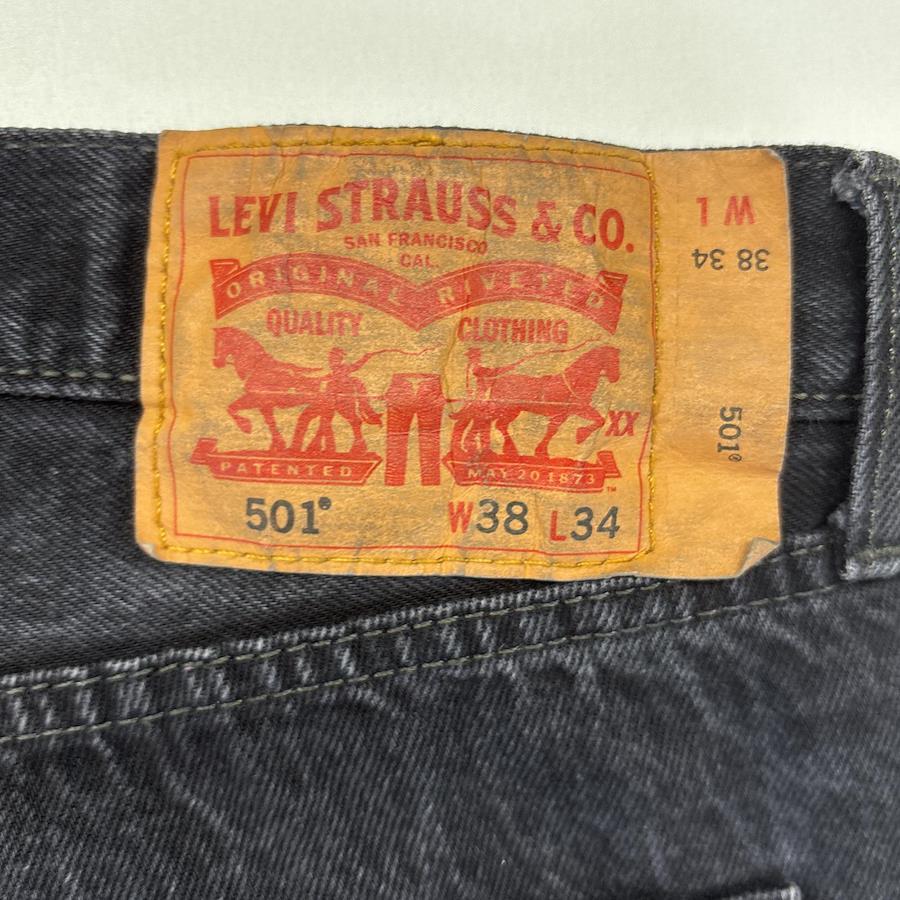 LEVI STRAUSS & CO.
SAN FRANCISCO
CAL.
ORIGINAL RIVETED
QUALITY CLOTHING
XX
PATENTED MAY 20 1873 ™
501® W38 L34
W L
38 34
501®